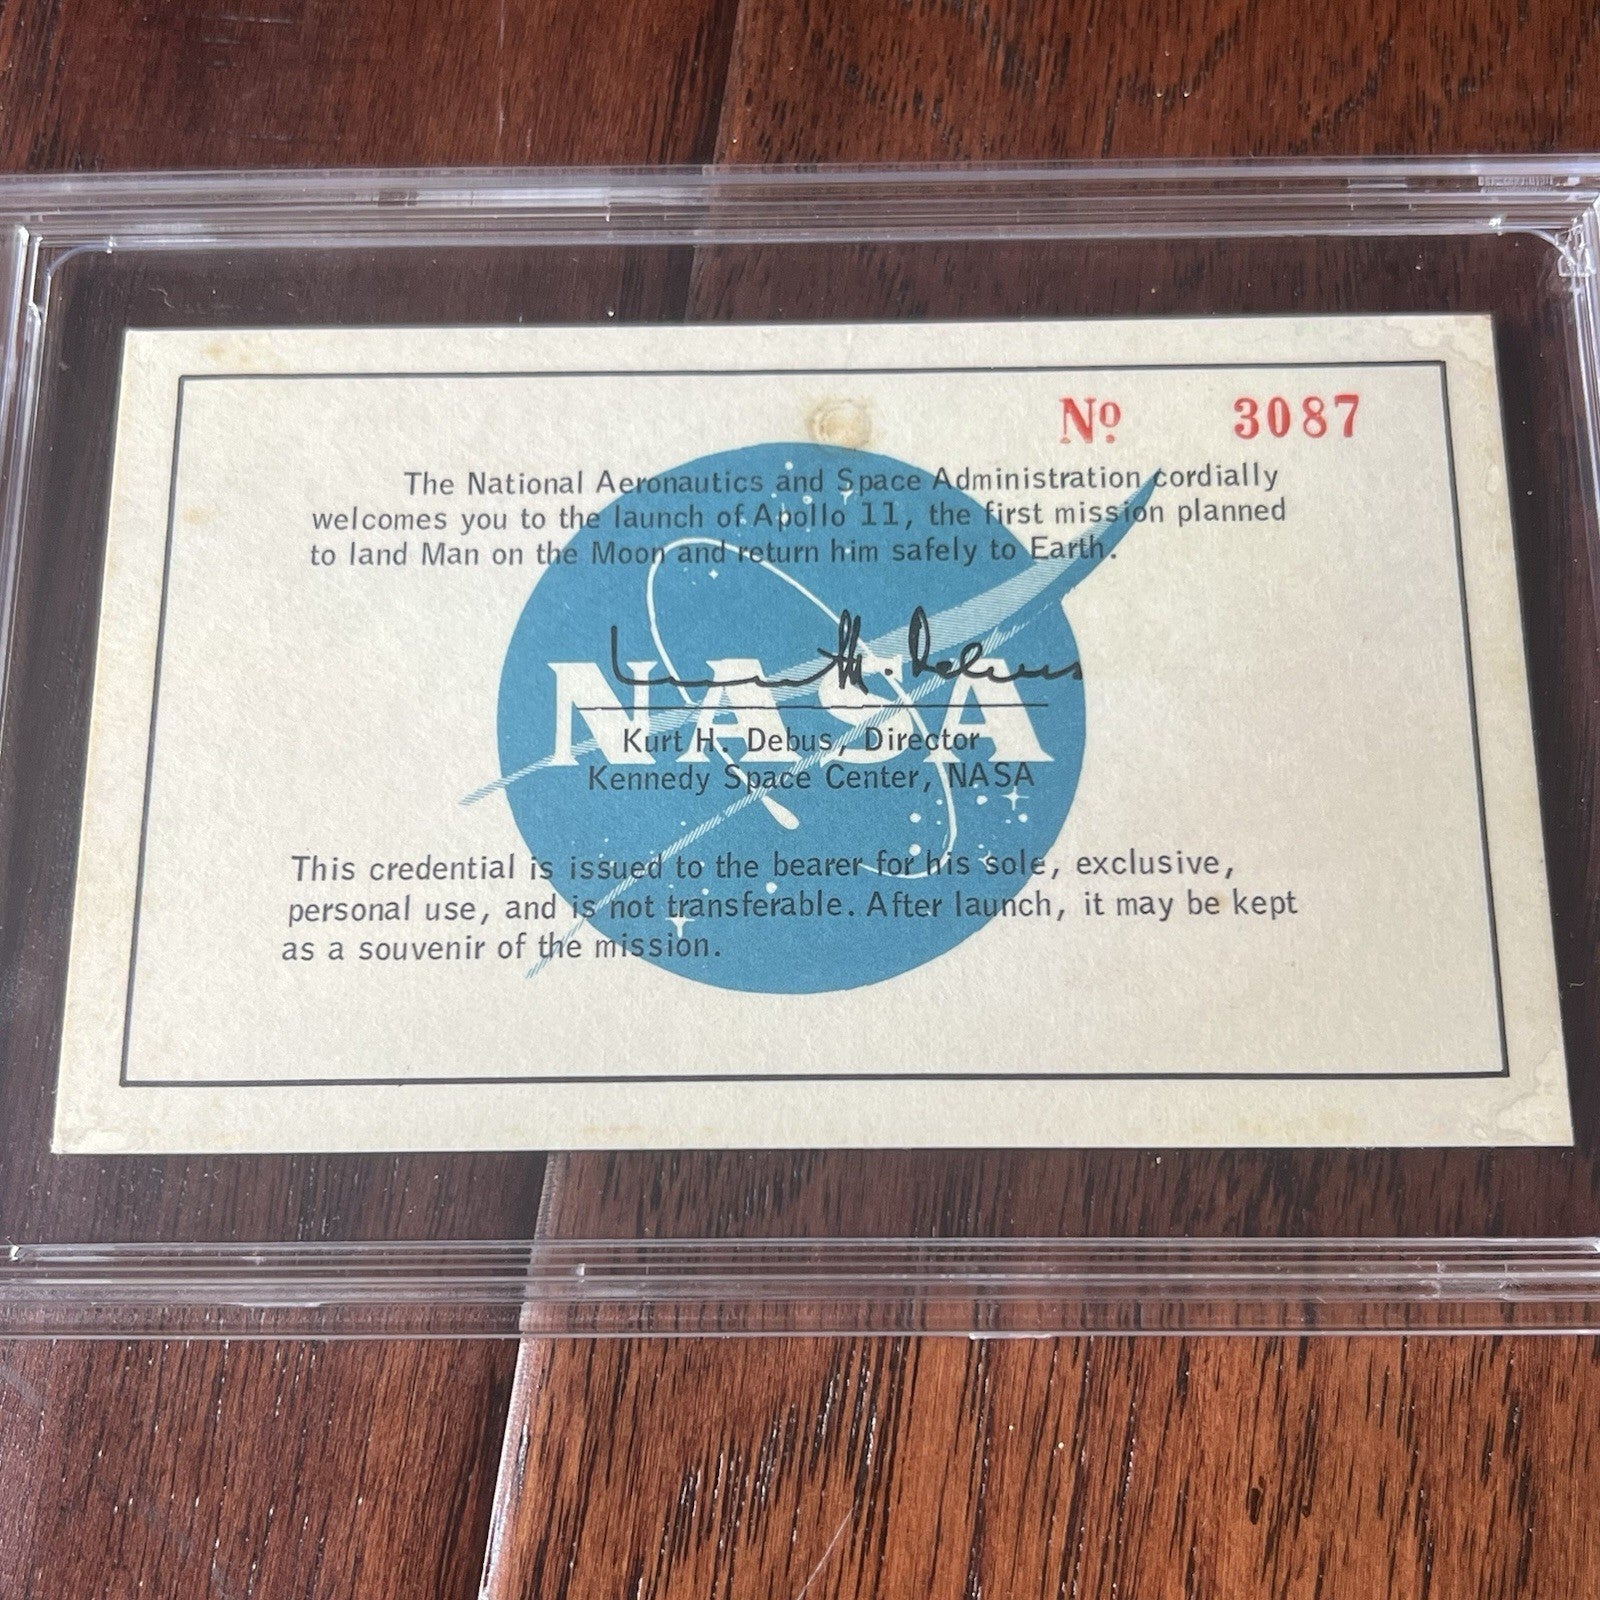 Nº 3087
The National Aeronautics and Space Administration cordially
welcomes you to the launch of Apollo 11, the first mission planned
to land Man on the Moon and return him safely to Earth.
Kurt H. Debus
NASA
Kurt H. Debus, Director
Kennedy Space Center, NASA
This credential is issued to the bearer for his sole, exclusive,
personal use, and is not transferable. After launch, it may be kept
as a souvenir of the mission.